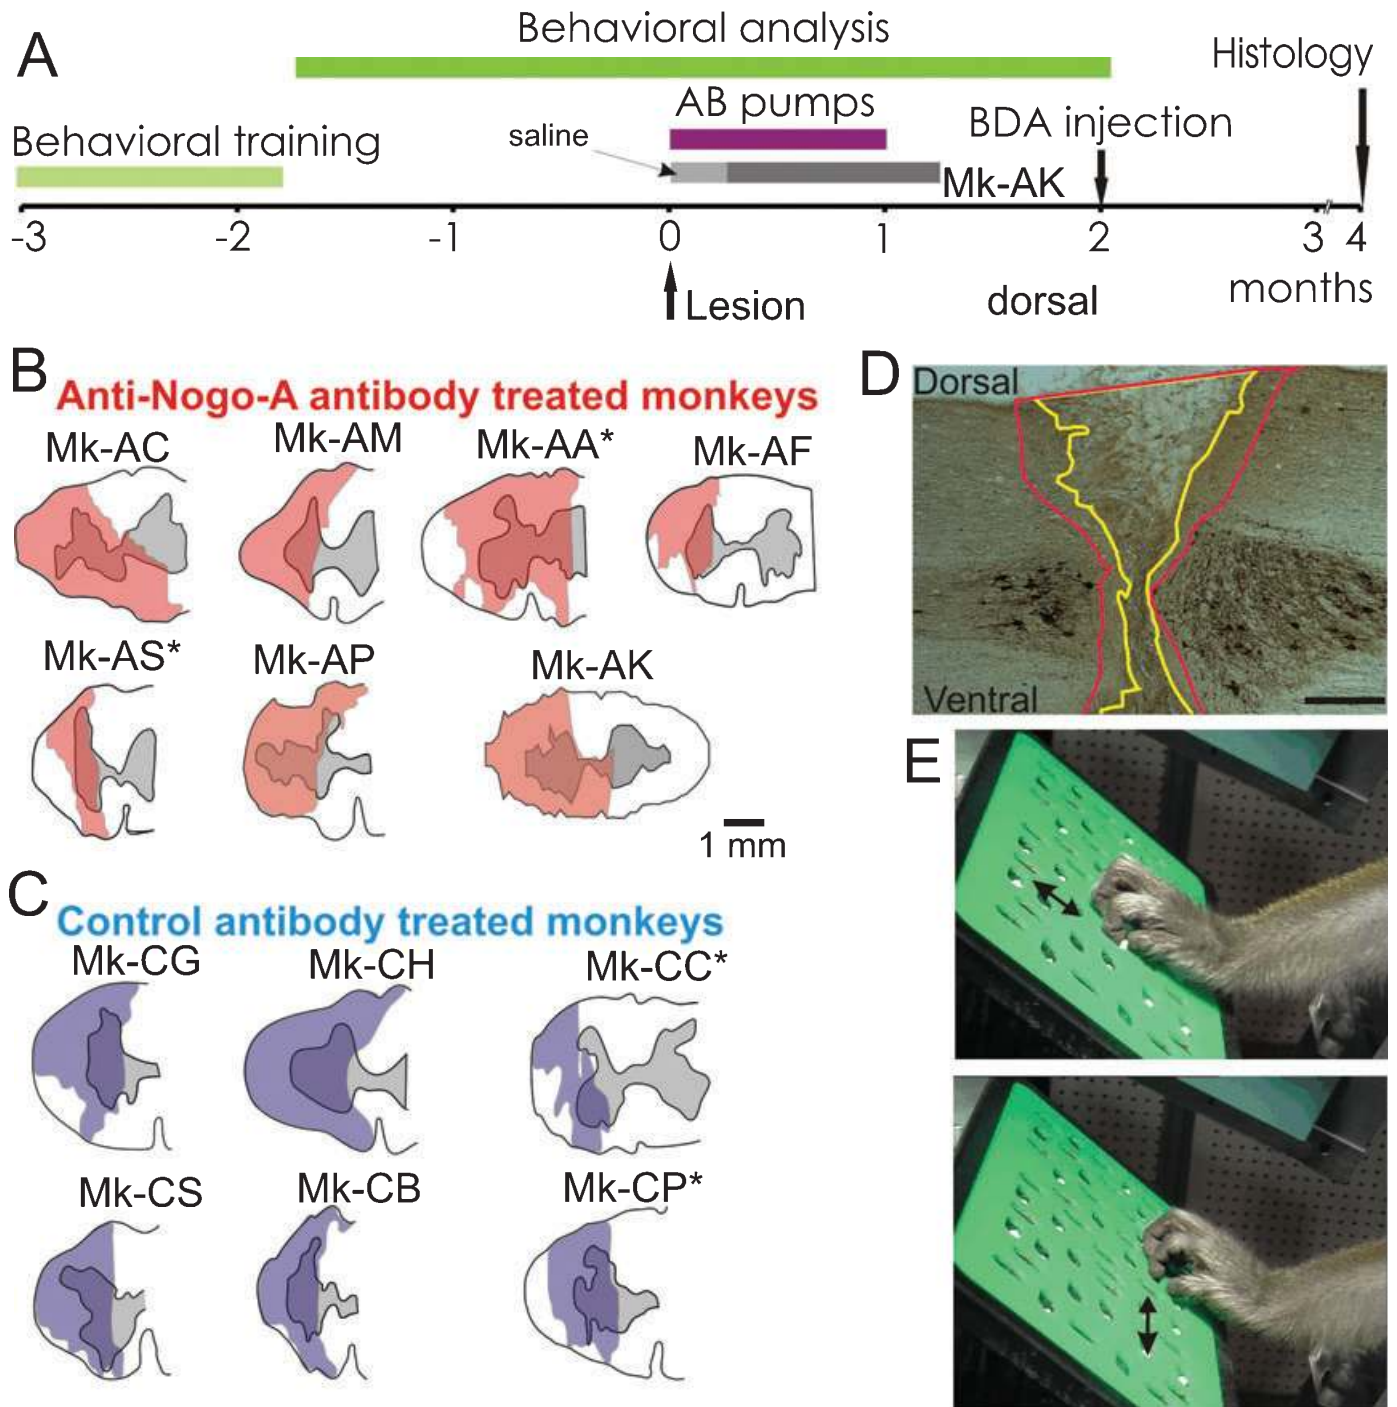 A
Behavioral analysis
Histology
AB pumps
BDA injection
saline
Behavioral training
Mk-AK
-3 -2 -1 0 1 2 3 4
months
Lesion
dorsal
B
Anti-Nogo-A antibody treated monkeys
Mk-AC Mk-AM Mk-AA* Mk-AF
Mk-AS* Mk-AP Mk-AK
1 mm
C
Control antibody treated monkeys
Mk-CG Mk-CH Mk-CC*
Mk-CS Mk-CB Mk-CP*
D
Dorsal
Ventral
E